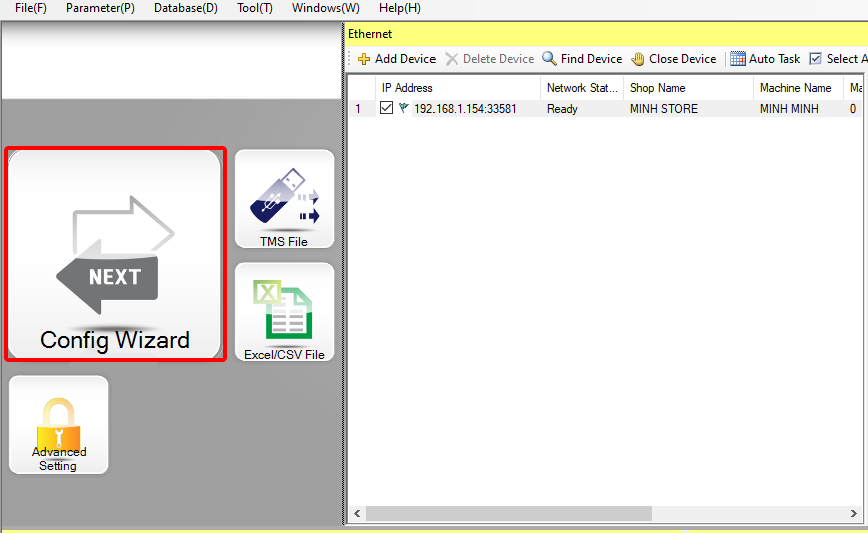 File(F) Parameter(P) Database(D) Tool(T) Windows(W) Help(H)
Ethernet
Add Device Delete Device Find Device Close Device Auto Task Select A
IP Address Network Stat... Shop Name Machine Name Ma
1 192.168.1.154:33581 Ready MINH STORE MINH MINH 0
NEXT
Config Wizard
TMS File
Excel/CSV File
Advanced
Setting